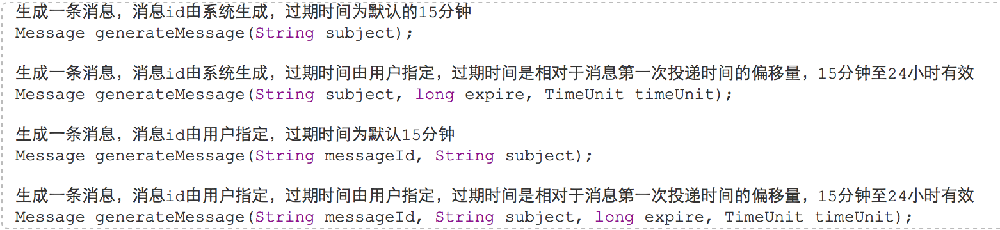 生成一条消息，消息id由系统生成，过期时间为默认的15分钟
Message generateMessage(String subject);
生成一条消息，消息id由系统生成，过期时间由用户指定，过期时间是相对于消息第一次投递时间的偏移量，15分钟至24小时有效
Message generateMessage(String subject, long expire, TimeUnit timeUnit);
生成一条消息，消息id由用户指定，过期时间为默认15分钟
Message generateMessage(String messageId, String subject);
生成一条消息，消息id由用户指定，过期时间由用户指定，过期时间是相对于消息第一次投递时间的偏移量，15分钟至24小时有效
Message generateMessage(String messageId, String subject, long expire, TimeUnit timeUnit);